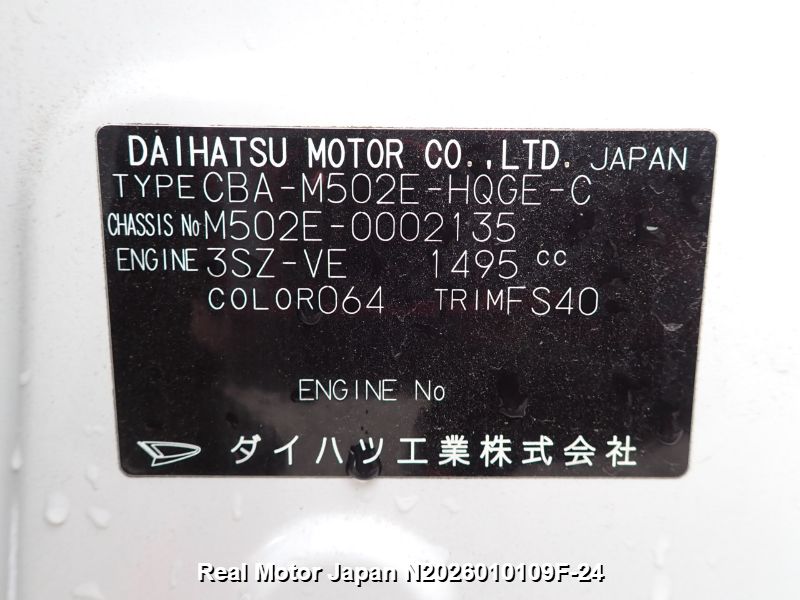 DAIHATSU MOTOR CO.,LTD. JAPAN
TYPE CBA-M502E-HQGE-C
CHASSIS No M502E-0002135
ENGINE 3SZ-VE 1495 cc
COLOR 064 TRIM FS40
ENGINE No
ダイハツ工業株式会社
Real Motor Japan N2026010109F-24